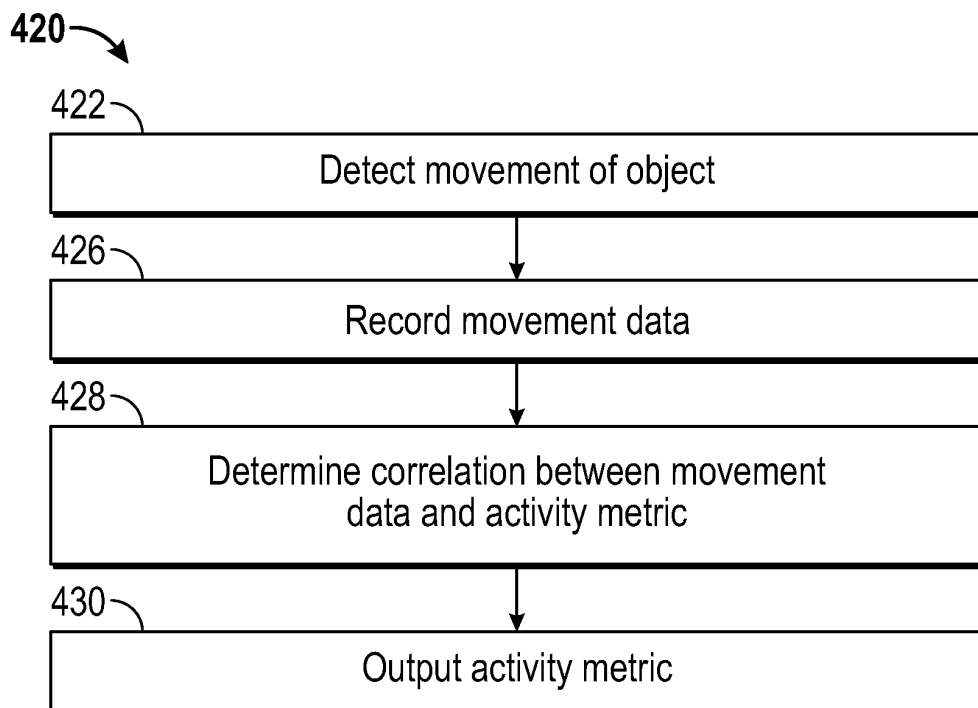 420
422
Detect movement of object
426
Record movement data
428
Determine correlation between movement
data and activity metric
430
Output activity metric